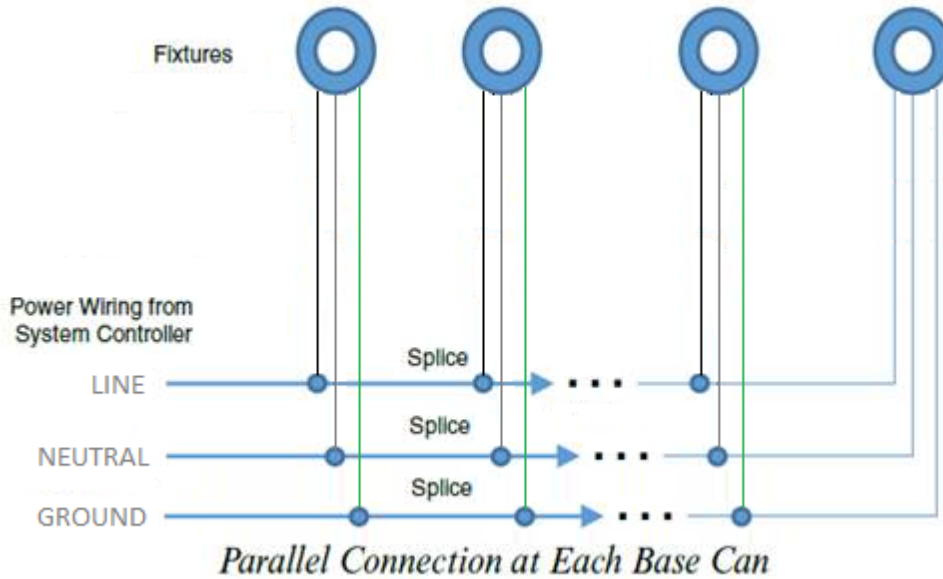 Fixtures
Power Wiring from
System Controller
Splice
LINE
Splice
NEUTRAL
Splice
GROUND
Parallel Connection at Each Base Can